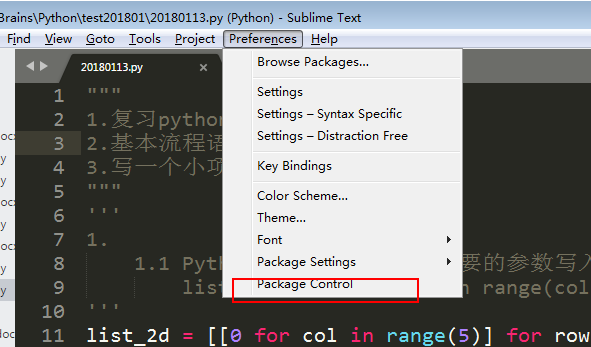 Brains\Python\test201801\20180113.py (Python) - Sublime Text
Find View Goto Tools Project Preferences Help
20180113.py ×
Browse Packages...
Settings
Settings – Syntax Specific
Settings – Distraction Free
Key Bindings
Color Scheme...
Theme...
Font
Package Settings
Package Control
1 """
2 1.复习python
3 2.基本流程语
4 3.写一个小项
5 """
6 '''
7 1.
8 1.1 Pyth 要的参数写入
9 list n range(col
10 '''
11 list_2d = [[0 for col in range(5)] for row